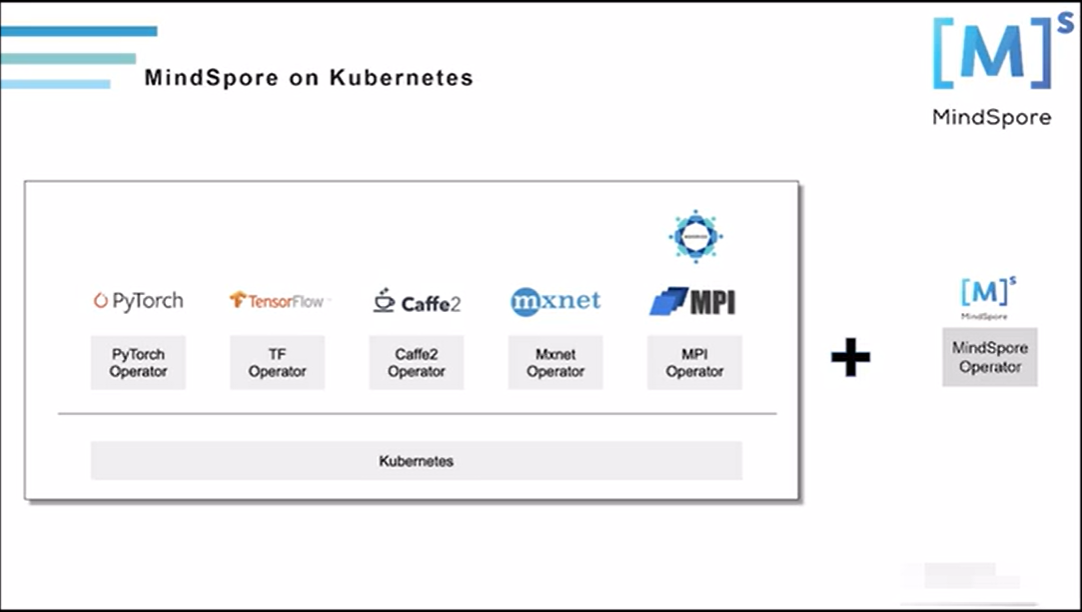 MindSpore on Kubernetes
[M]s
MindSpore
PyTorch
TensorFlow
Caffe2
mxnet
MPI
[M]s
MindSpore
PyTorch
Operator
TF
Operator
Caffe2
Operator
Mxnet
Operator
MPI
Operator
MindSpore
Operator
Kubernetes